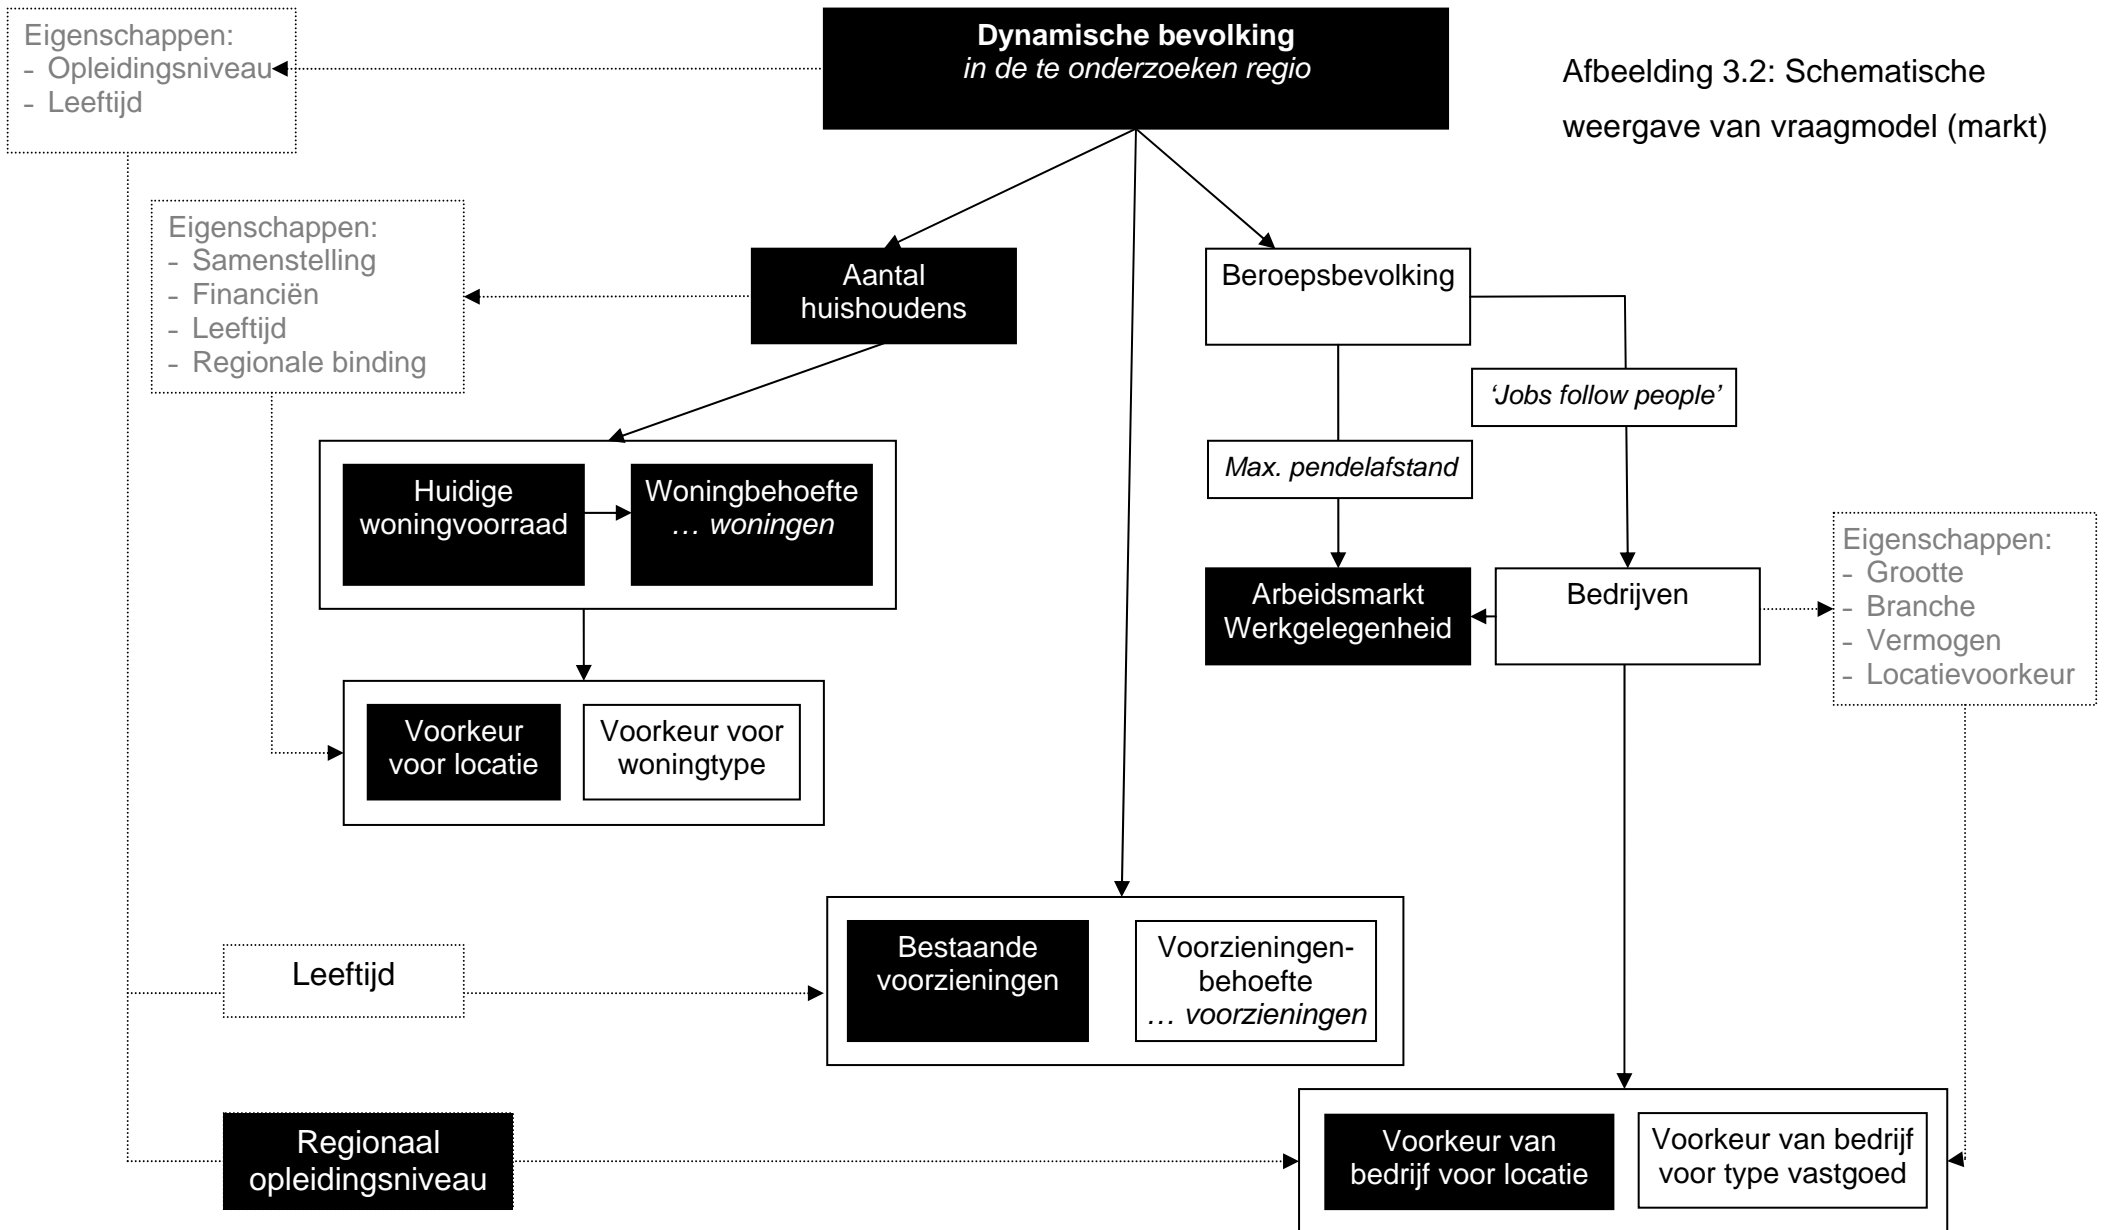 Eigenschappen:
- Opleidingsniveau
- Leeftijd
Dynamische bevolking
in de te onderzoeken regio
Afbeelding 3.2: Schematische
weergave van vraagmodel (markt)
Eigenschappen:
- Samenstelling
- Financiën
- Leeftijd
- Regionale binding
Aantal
huishoudens
Beroepsbevolking
‘Jobs follow people’
Max. pendelafstand
Huidige
woningvoorraad
Woningbehoefte
… woningen
Arbeidsmarkt
Werkgelegenheid
Bedrijven
Eigenschappen:
- Grootte
- Branche
- Vermogen
- Locatievoorkeur
Voorkeur
voor locatie
Voorkeur voor
woningtype
Leeftijd
Bestaande
voorzieningen
Voorzieningen-
behoefte
… voorzieningen
Regionaal
opleidingsniveau
Voorkeur van
bedrijf voor locatie
Voorkeur van bedrijf
voor type vastgoed